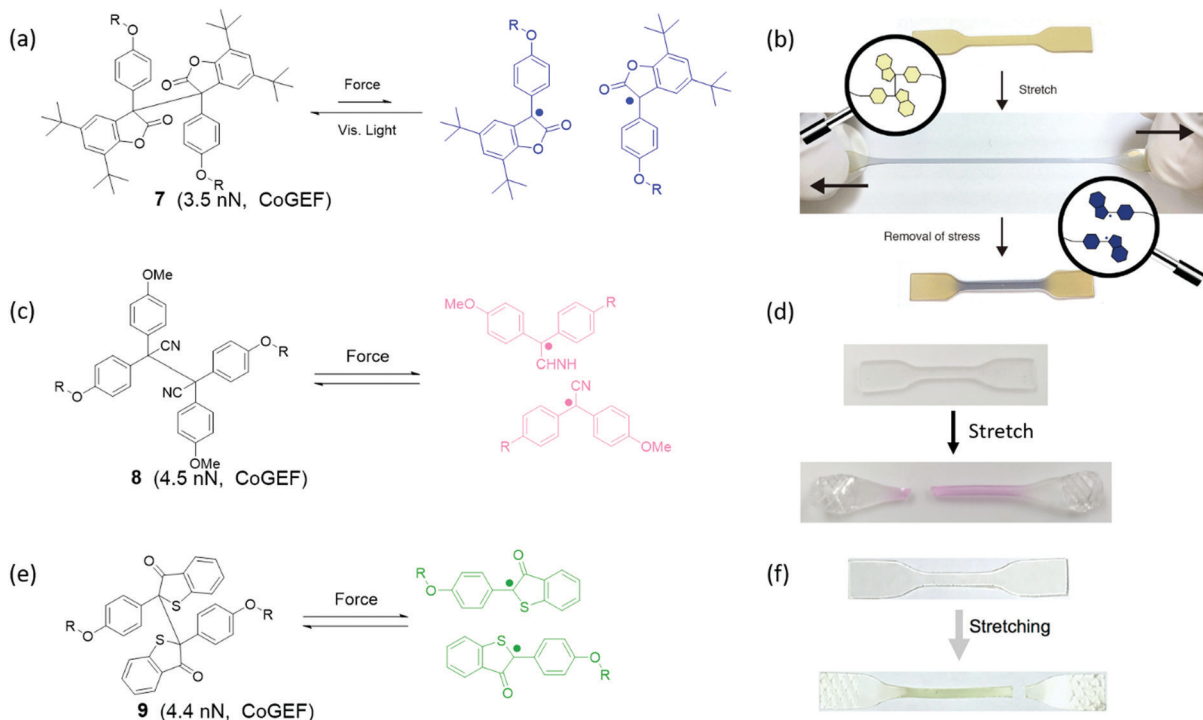 (a)
R
O
O
O
O
O
O
R
7 (3.5 nN, CoGEF)
Force
Vis. Light
R
O
O
O
O
O
O
R
(b)
Stretch
Removal of stress
(c)
OMe
CN
O
R
R
O
NC
OMe
8 (4.5 nN, CoGEF)
Force
MeO
R
CHNH
CN
R
OMe
(d)
Stretch
(e)
O
R
O
S
O
R
S
O
9 (4.4 nN, CoGEF)
Force
R
O
O
S
S
O
O
R
(f)
Stretching